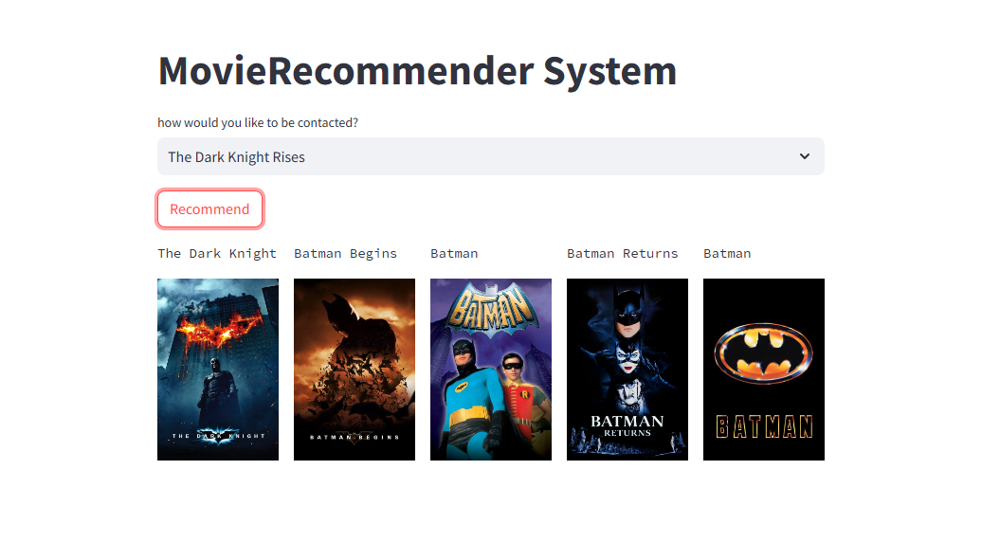 MovieRecommender System
how would you like to be contacted?
The Dark Knight Rises
Recommend
The Dark Knight
Batman Begins
Batman
Batman Returns
Batman
THE DARK KNIGHT
BATMAN BEGINS
BATMAN
BATMAN
RETURNS
BATMAN